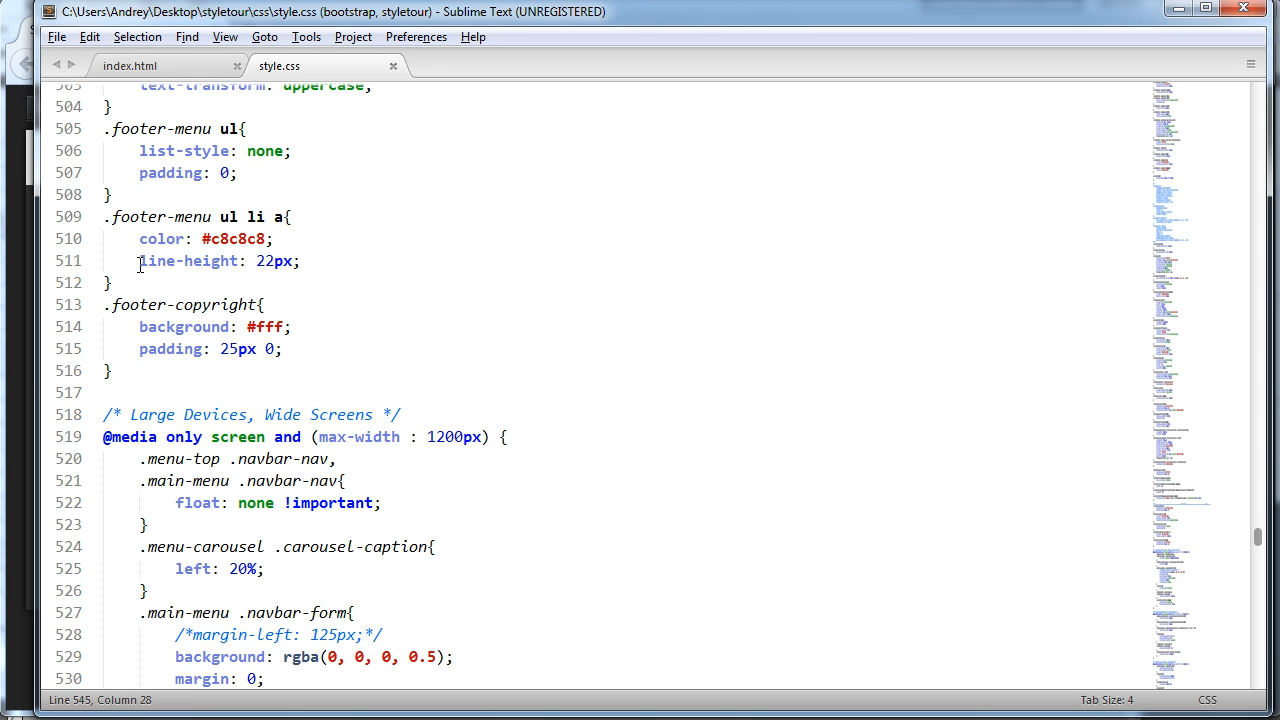 C:\Users\Andrey\Desktop\styletour\css\style.css (bootstrap, styletour) - Sublime Text (UNREGISTERED)
File Edit Selection Find View Goto Tools Project Preferences Help
index.html style.css
503 text-transform: uppercase;
504 }
505 .footer-menu ul{
506 list-style: none;
507 padding: 0;
508 }
509 .footer-menu ul li a{
510 color: #c8c8c8;
511 line-height: 22px;
512 }
513 .footer-copyright{
514 background: #fff;
515 padding: 25px 0;
516 }
517
518 /* Large Devices, Wide Screens */
519 @media only screen and (max-width : 1200px) {
520 .main-menu .navbar-left,
521 .main-menu .navbar-nav{
522 float: none !important;
523 }
524 .menu-carousel .carousel-caption{
525 left: 20%;
526 }
527 .main-menu .navbar-form{
528 /*margin-left: 125px;*/
529 background: rgba(0, 0, 0, 0.5);
530 margin: 0;
Line 545, Column 28 Tab Size: 4 CSS